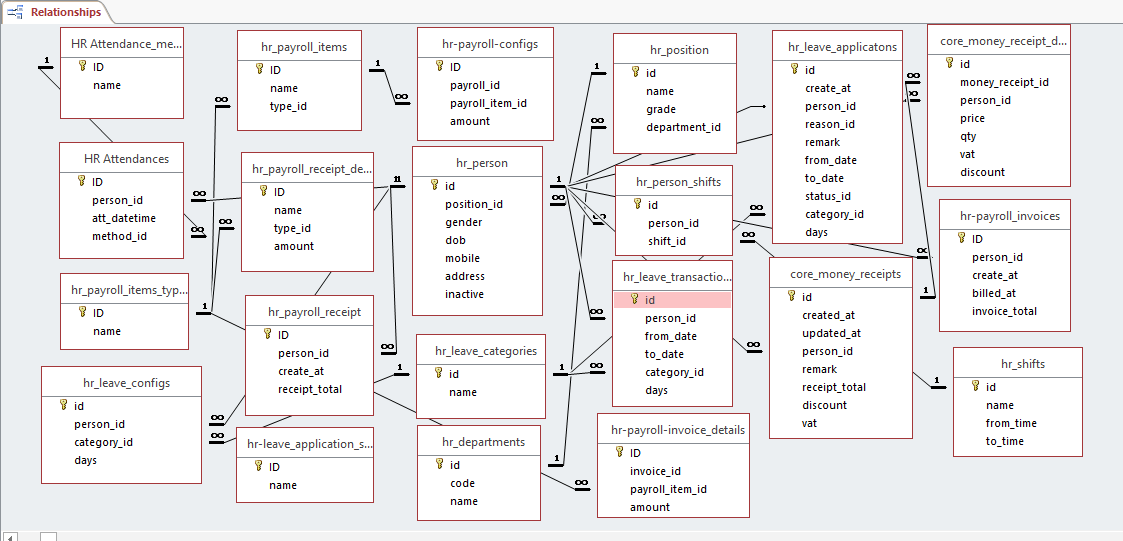 Relationships
HR Attendance_me...
ID
name
hr_payroll_items
ID
name
type_id
hr-payroll-configs
ID
payroll_id
payroll_item_id
amount
hr_position
id
name
grade
department_id
hr_leave_applicatons
id
create_at
person_id
reason_id
remark
from_date
to_date
status_id
category_id
days
core_money_receipt_d...
id
money_receipt_id
person_id
price
qty
vat
discount
HR Attendances
ID
person_id
att_datetime
method_id
hr_payroll_receipt_de...
ID
name
type_id
amount
hr_person
id
position_id
gender
dob
mobile
address
inactive
hr_person_shifts
id
person_id
shift_id
hr-payroll_invoices
ID
person_id
create_at
billed_at
invoice_total
hr_payroll_items_typ...
ID
name
hr_payroll_receipt
ID
person_id
create_at
receipt_total
hr_leave_transactio...
id
person_id
from_date
to_date
category_id
days
core_money_receipts
id
created_at
updated_at
person_id
remark
receipt_total
discount
vat
hr_leave_configs
id
person_id
category_id
days
hr_leave_categories
id
name
hr_shifts
id
name
from_time
to_time
hr-leave_application_s...
ID
name
hr_departments
id
code
name
hr-payroll-invoice_details
ID
invoice_id
payroll_item_id
amount
1
1
∞
∞
1
∞
∞
∞
∞
∞
∞
11
1
∞
∞
∞
∞
∞
∞
1
1
∞
∞
1
∞
1
∞
∞
∞
1
1
∞